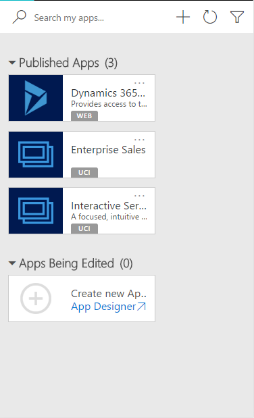 Search my apps...
Published Apps (3)
...
Dynamics 365...
Provides access to t...
WEB
...
Enterprise Sales
UCI
...
Interactive Ser...
A focused, intuitive ...
UCI
Apps Being Edited (0)
Create new Ap..
App Designer